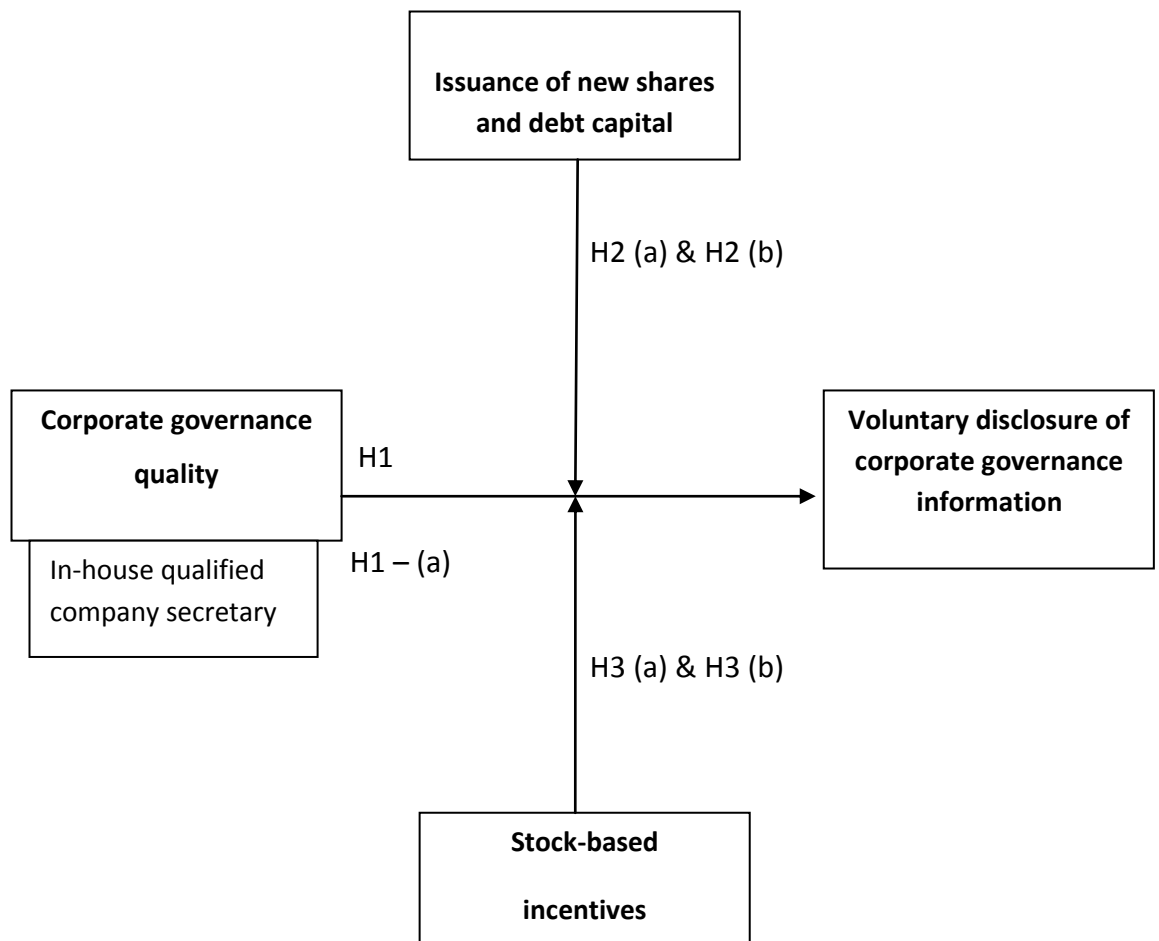 Issuance of new shares
and debt capital
H2 (a) & H2 (b)
Corporate governance
quality
H1
Voluntary disclosure of
corporate governance
information
In-house qualified
company secretary
H1 – (a)
H3 (a) & H3 (b)
Stock-based
incentives